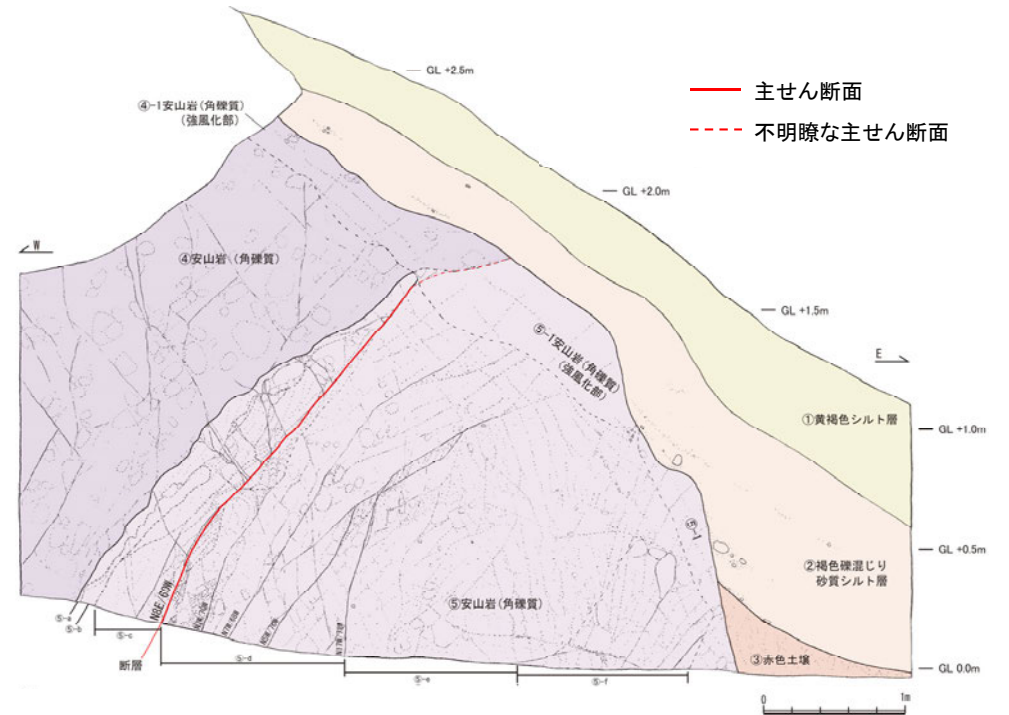 GL +2.5m
主せん断面
不明瞭な主せん断面
④-1安山岩(角礫質)
(強風化部)
GL +2.0m
W
④安山岩(角礫質)
GL +1.5m
E
⑤-1安山岩(角礫質)
(強風化部)
①黄褐色シルト層
GL +1.0m
⑤-1
GL +0.5m
②褐色礫混じり
砂質シルト層
N8E/60W
⑤安山岩(角礫質)
⑤-a
⑤-b
⑤-c
断層
⑤-d
⑤-e
⑤-f
③赤色土壌
GL 0.0m
0
1m